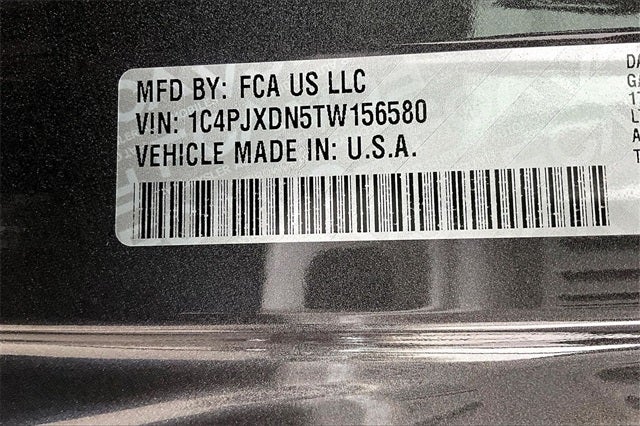 MFD BY: FCA US LLC
VIN: 1C4PJXDN5TW156580
VEHICLE MADE IN: U.S.A.